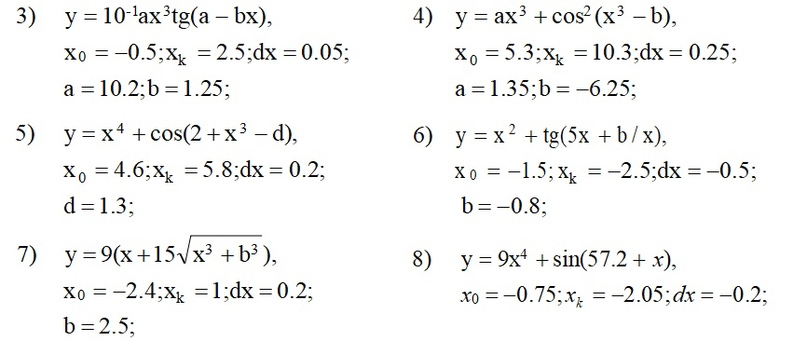 3) y = 10⁻¹ax³tg(a − bx),
x₀ = −0.5; xₖ = 2.5; dx = 0.05;
a = 10.2; b = 1.25;
4) y = ax³ + cos²(x³ − b),
x₀ = 5.3; xₖ = 10.3; dx = 0.25;
a = 1.35; b = −6.25;
5) y = x⁴ + cos(2 + x³ − d),
x₀ = 4.6; xₖ = 5.8; dx = 0.2;
d = 1.3;
6) y = x² + tg(5x + b / x),
x₀ = −1.5; xₖ = −2.5; dx = −0.5;
b = −0.8;
7) y = 9(x + 15√(x³ + b³)),
x₀ = −2.4; xₖ = 1; dx = 0.2;
b = 2.5;
8) y = 9x⁴ + sin(57.2 + x),
x₀ = −0.75; xₖ = −2.05; dx = −0.2;